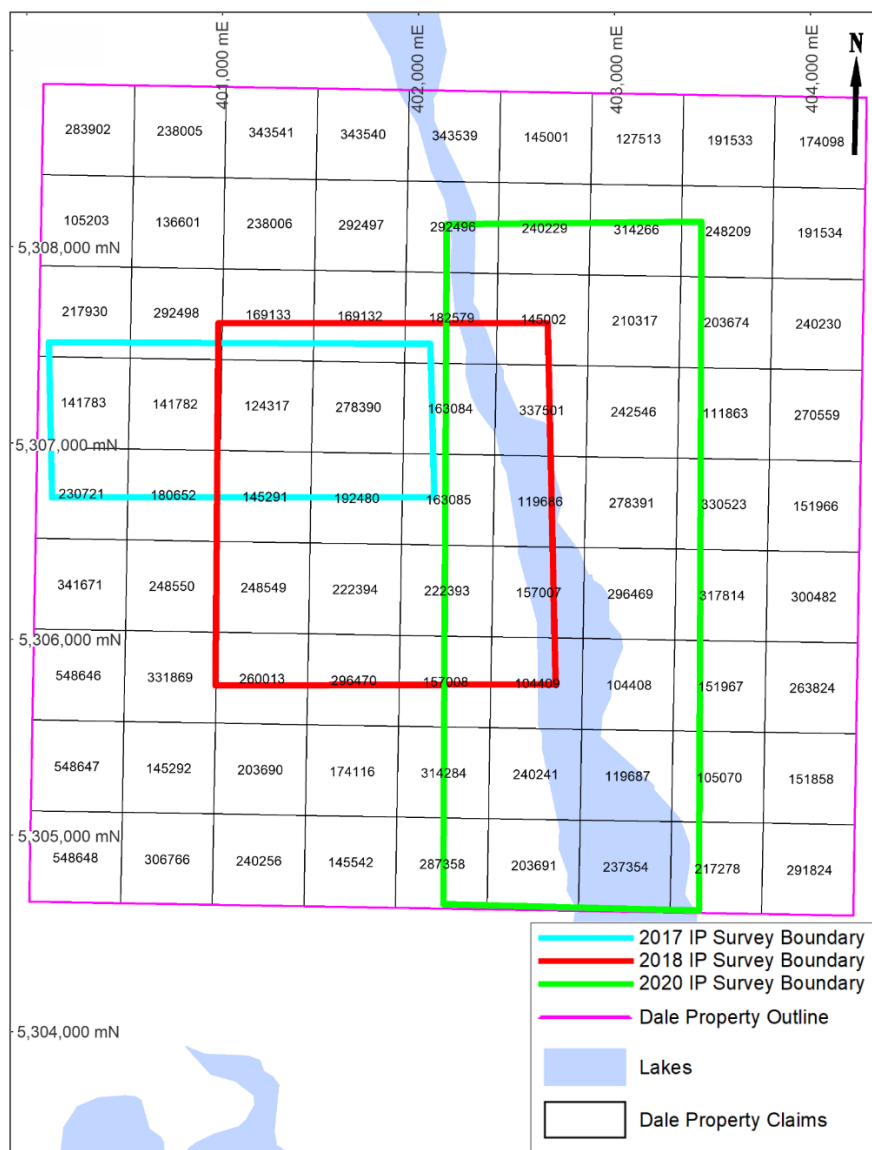 401,000 mE 402,000 mE 403,000 mE 404,000 mE
N
283902 238005 343541 343540 343539 145001 127513 191533 174098
105203 136601 238006 292497 292496 240229 314266 248209 191534
5,308,000 mN
217930 292498 169133 169132 182579 145002 210317 203674 240230
141783 141782 124317 278390 163084 337501 242546 111863 270559
5,307,000 mN
230721 180652 145291 192480 163085 119686 278391 330523 151966
341671 248550 248549 222394 222393 157007 296469 317814 300482
5,306,000 mN
548646 331869 260013 296470 157008 104409 104408 151967 263824
548647 145292 203690 174116 314284 240241 119687 105070 151858
5,305,000 mN
548648 306766 240256 145542 287358 203691 237354 217278 291824
2017 IP Survey Boundary
2018 IP Survey Boundary
2020 IP Survey Boundary
Dale Property Outline
5,304,000 mN
Lakes
Dale Property Claims